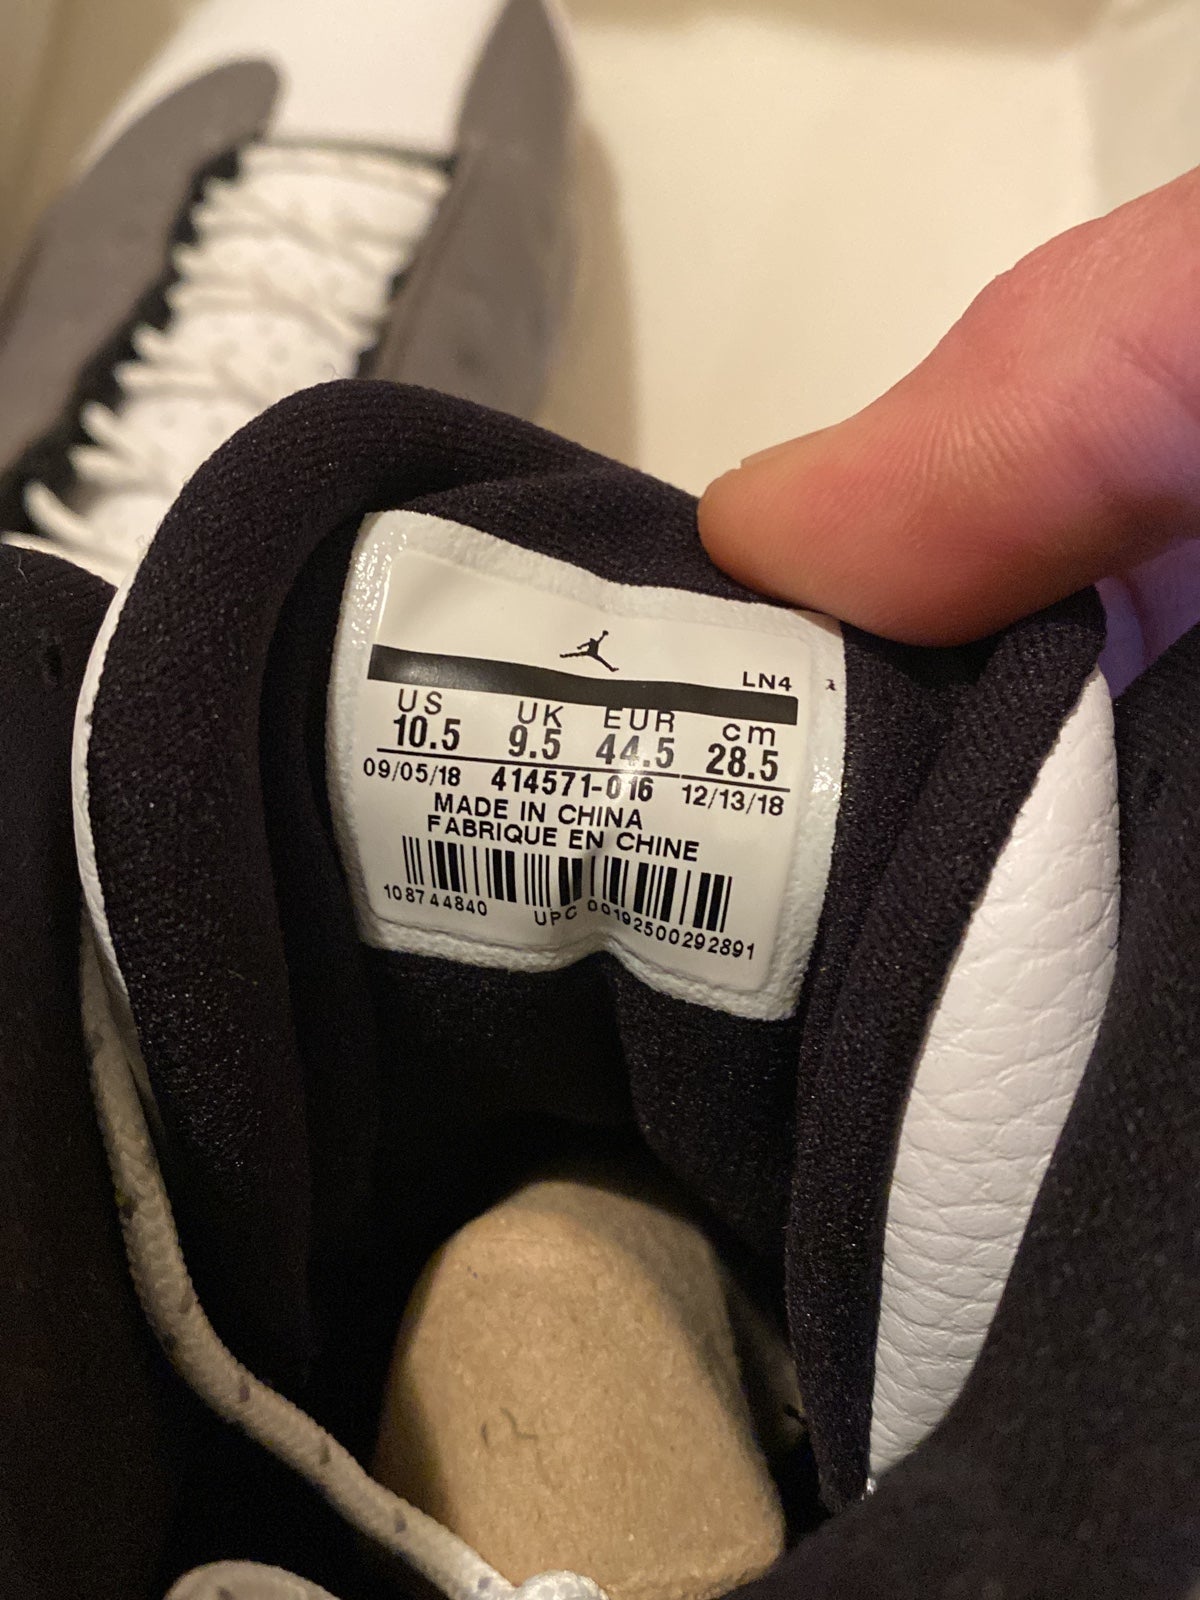 LN4
US UK EUR cm
10.5 9.5 44.5 28.5
09/05/18 414571-016 12/13/18
MADE IN CHINA
FABRIQUE EN CHINE
108744840 UPC 00192500292891